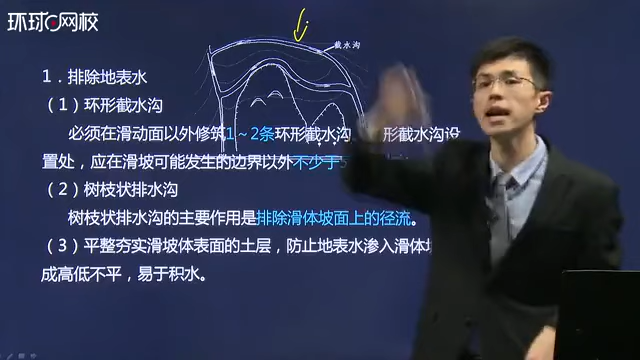 环球网校
截水沟
1．排除地表水
（1）环形截水沟
必须在滑动面以外修筑1～2条环形截水沟 形截水沟设
置处，应在滑坡可能发生的边界以外不少于
（2）树枝状排水沟
树枝状排水沟的主要作用是排除滑体坡面上的径流。
（3）平整夯实滑坡体表面的土层，防止地表水渗入滑体
成高低不平，易于积水。